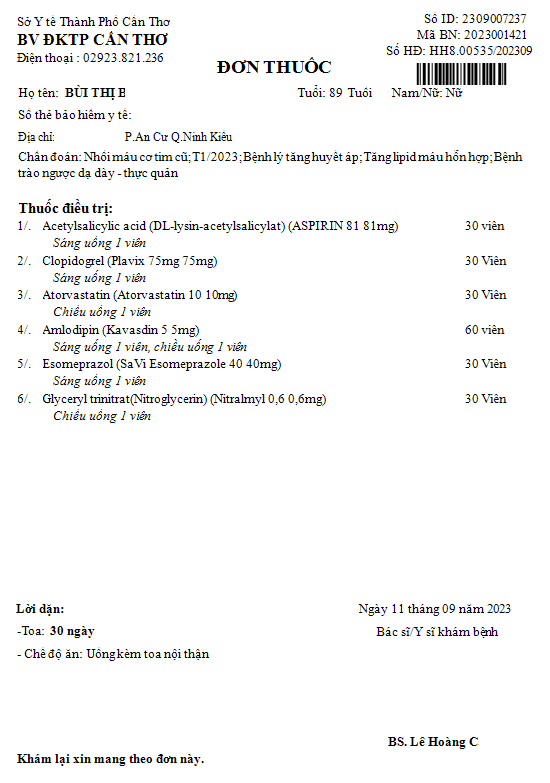 Sở Y tế Thành Phố Cần Thơ
BV ĐKTP CẦN THƠ
Điện thoại : 02923.821.236
Số ID: 2309007237
Mã BN: 2023001421
Số HĐ: HH8.00535/202309
ĐƠN THUỐC
Họ tên: BÙI THỊ B Tuổi: 89 Tuổi Nam/Nữ: Nữ
Số thẻ bảo hiểm y tế:
Địa chỉ: P.An Cư Q.Ninh Kiều
Chẩn đoán: Nhồi máu cơ tim cũ; T1/2023; Bệnh lý tăng huyết áp; Tăng lipid máu hỗn hợp; Bệnh
trào ngược dạ dày - thực quản
Thuốc điều trị:
1/. Acetylsalicylic acid (DL-lysin-acetylsalicylat) (ASPIRIN 81 81mg) 30 viên
Sáng uống 1 viên
2/. Clopidogrel (Plavix 75mg 75mg) 30 Viên
Sáng uống 1 viên
3/. Atorvastatin (Atorvastatin 10 10mg) 30 Viên
Chiều uống 1 viên
4/. Amlodipin (Kavasdin 5 5mg) 60 viên
Sáng uống 1 viên, chiều uống 1 viên
5/. Esomeprazol (SaVi Esomeprazole 40 40mg) 30 Viên
Sáng uống 1 viên
6/. Glyceryl trinitrat(Nitroglycerin) (Nitralmyl 0,6 0,6mg) 30 Viên
Chiều uống 1 viên
Lời dặn:
-Toa: 30 ngày
- Chế độ ăn: Uống kèm toa nội thận
Ngày 11 tháng 09 năm 2023
Bác sĩ/Y sĩ khám bệnh
BS. Lê Hoàng C
Khám lại xin mang theo đơn này.